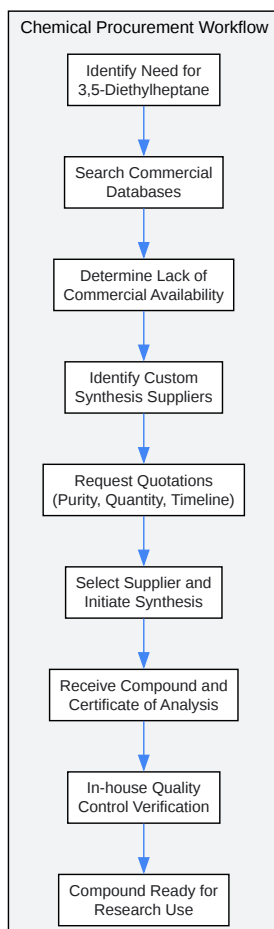 Chemical Procurement Workflow
Identify Need for
3,5-Diethylheptane
Search Commercial
Databases
Determine Lack of
Commercial Availability
Identify Custom
Synthesis Suppliers
Request Quotations
(Purity, Quantity, Timeline)
Select Supplier and
Initiate Synthesis
Receive Compound and
Certificate of Analysis
In-house Quality
Control Verification
Compound Ready for
Research Use